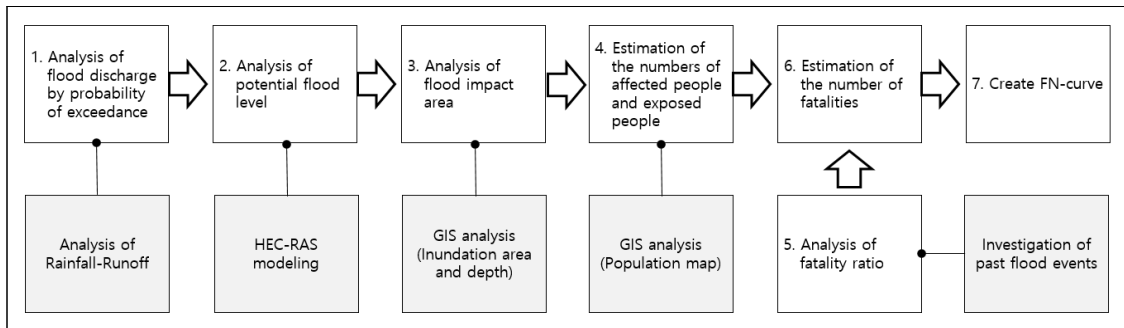 1. Analysis of
flood discharge
by probability
of exceedance
2. Analysis of
potential flood
level
3. Analysis of
flood impact
area
4. Estimation of
the numbers of
affected people
and exposed
people
6. Estimation of
the number of
fatalities
7. Create FN-curve
Analysis of
Rainfall-Runoff
HEC-RAS
modeling
GIS analysis
(Inundation area
and depth)
GIS analysis
(Population map)
5. Analysis of
fatality ratio
Investigation of
past flood events